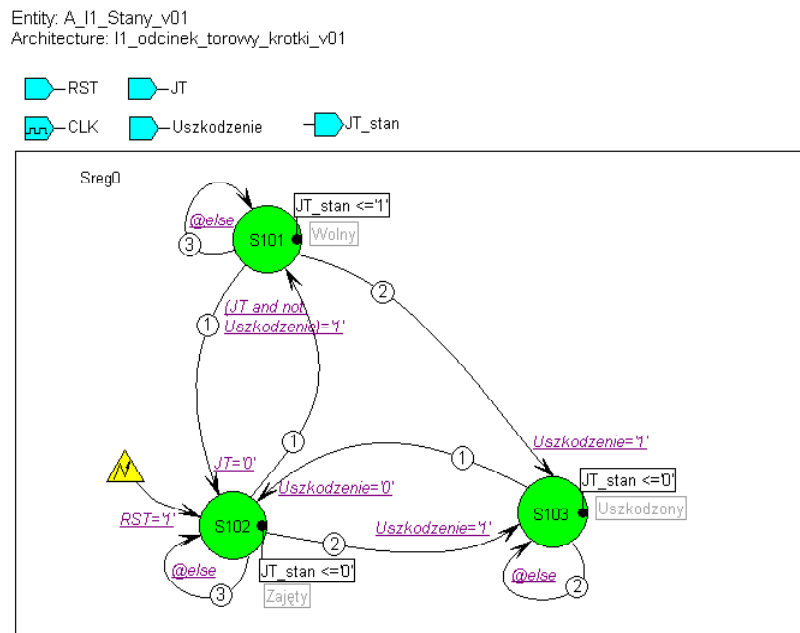 Entity: A_I1_Stany_v01
Architecture: I1_odcinek_torowy_krotki_v01
RST
JT
CLK
Uszkodzenie
JT_stan
Sreg0
JT_stan <='1'
@else
Wolny
S101
3
2
(JT and not
1
Uszkodzenie)='1'
1
Uszkodzenie='1'
1
JT='0'
JT_stan <='0'
Uszkodzenie='0'
Uszkodzony
RST='1'
S102
Uszkodzenie='1'
S103
2
JT_stan <='0'
@else
@else
3
Zajęty
2